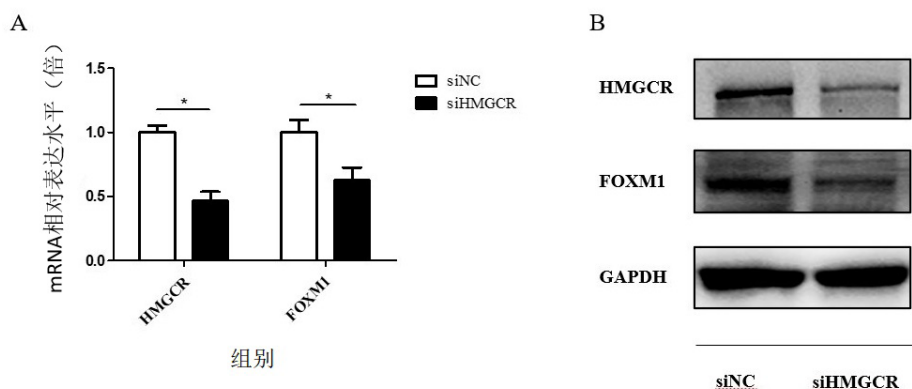 A
mRNA相对表达水平（倍）
1.5
1.0
0.5
0.0
*
*
HMGCR
FOXM1
组别
siNC
siHMGCR
B
HMGCR
FOXM1
GAPDH
siNC
siHMGCR